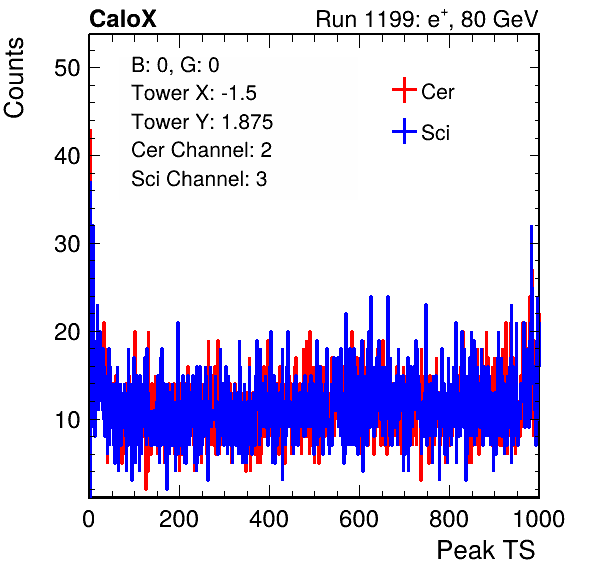 CaloX Run 1199: e⁺, 80 GeV
Counts
B: 0, G: 0
Tower X: -1.5
Tower Y: 1.875
Cer Channel: 2
Sci Channel: 3
Cer
Sci
50
40
30
20
10
0 200 400 600 800 1000
Peak TS